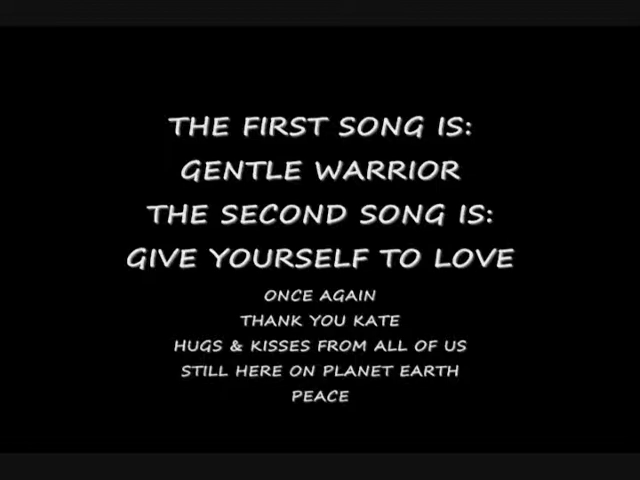 THE FIRST SONG IS:
GENTLE WARRIOR
THE SECOND SONG IS:
GIVE YOURSELF TO LOVE
ONCE AGAIN
THANK YOU KATE
HUGS & KISSES FROM ALL OF US
STILL HERE ON PLANET EARTH
PEACE